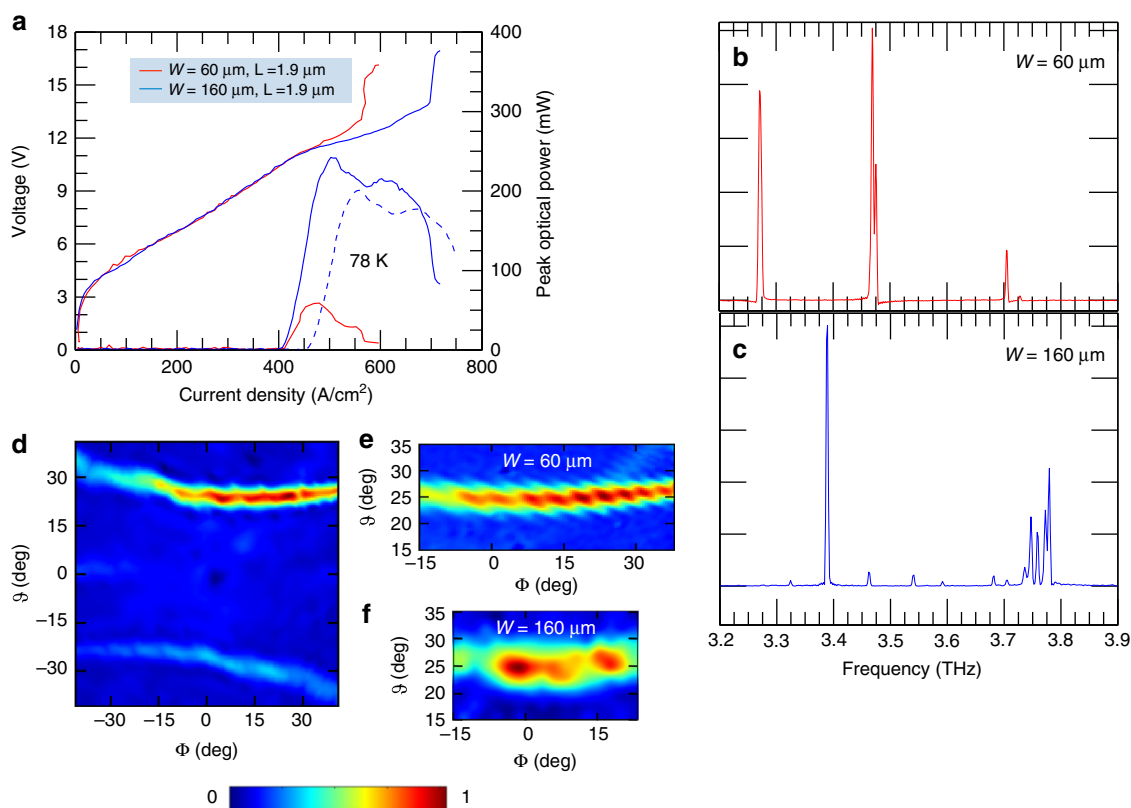 a
18
15
12
9
6
3
0
Voltage (V)
W = 60 μm, L =1.9 μm
W = 160 μm, L =1.9 μm
78 K
400
300
200
100
0
Peak optical power (mW)
0 200 400 600 800
Current density (A/cm²)
b
W = 60 μm
c
W = 160 μm
3.2 3.3 3.4 3.5 3.6 3.7 3.8 3.9
Frequency (THz)
d
30
15
0
−15
−30
ϑ (deg)
−30 −15 0 15 30
Φ (deg)
e
W = 60 μm
35
30
25
20
15
ϑ (deg)
−15 0 15 30
Φ (deg)
f
W = 160 μm
35
30
25
20
15
ϑ (deg)
−15 0 15
Φ (deg)
0 1